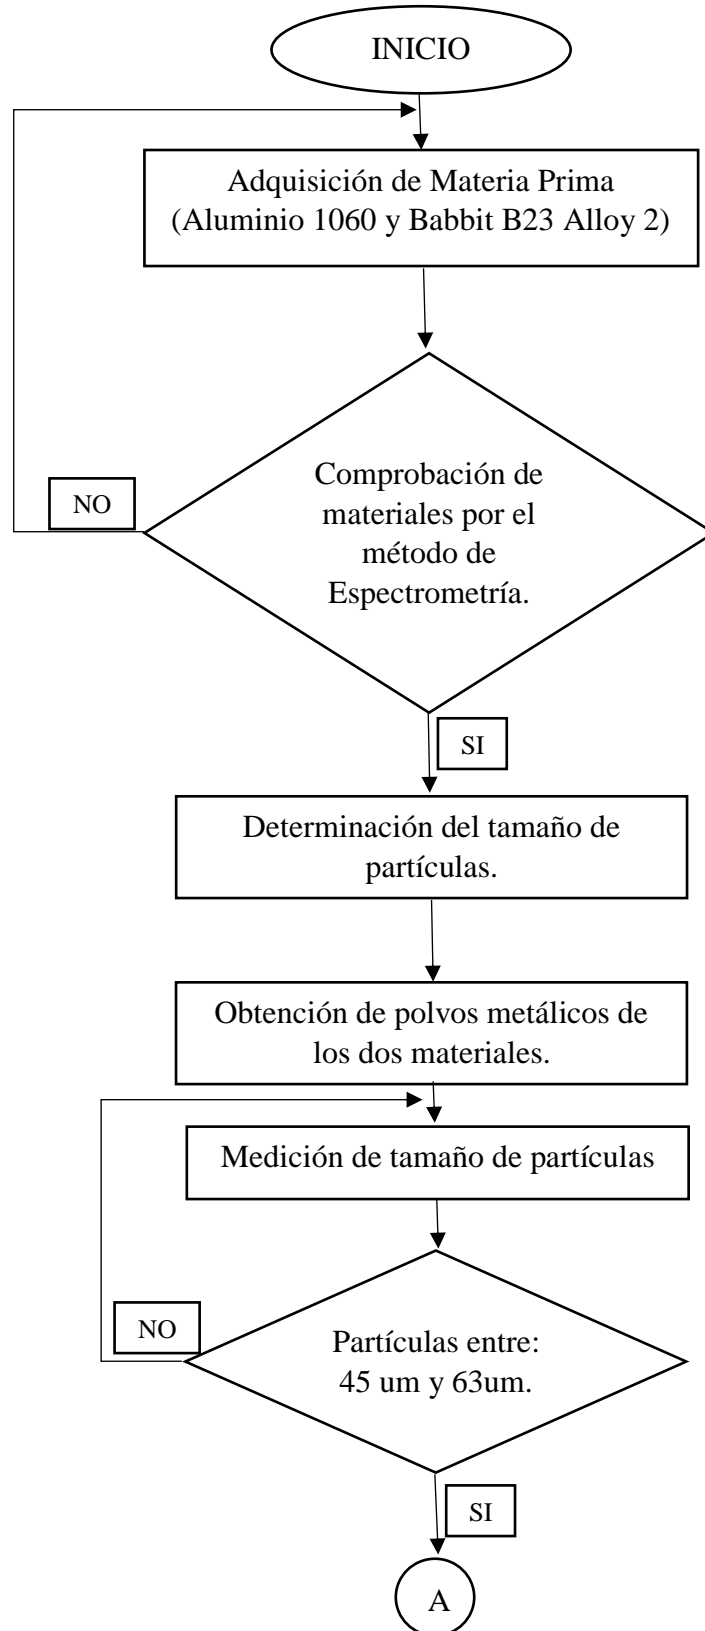 INICIO
Adquisición de Materia Prima
(Aluminio 1060 y Babbit B23 Alloy 2)
Comprobación de
materiales por el
método de
Espectrometría.
NO
SI
Determinación del tamaño de
partículas.
Obtención de polvos metálicos de
los dos materiales.
Medición de tamaño de partículas
NO
Partículas entre:
45 um y 63um.
SI
A